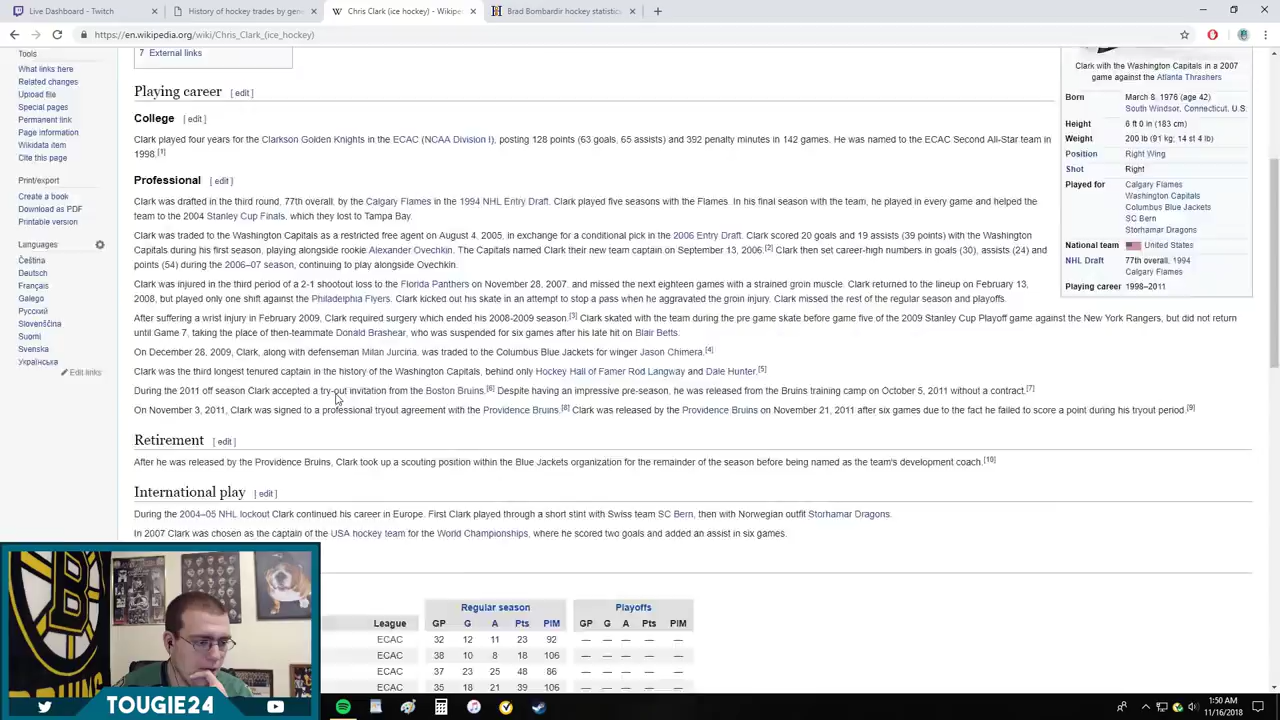 Live Dashboard - Twitch
History of hockey trades by gene
Chris Clark (ice hockey) - Wikipe
Brad Bombardir hockey statistics
https://en.wikipedia.org/wiki/Chris_Clark_(ice_hockey)
Tools
What links here
Related changes
Upload file
Special pages
Permanent link
Page information
Wikidata item
Cite this page
Print/export
Create a book
Download as PDF
Printable version
Languages
Čeština
Deutsch
Français
Galego
Русский
Slovenščina
Suomi
Svenska
Українська
Edit links
7 External links
Playing career [ edit ]
College [ edit ]
Clark played four years for the Clarkson Golden Knights in the ECAC (NCAA Division I), posting 128 points (63 goals, 65 assists) and 392 penalty minutes in 142 games. He was named to the ECAC Second All-Star team in
1998.[1]
Professional [ edit ]
Clark was drafted in the third round, 77th overall, by the Calgary Flames in the 1994 NHL Entry Draft. Clark played five seasons with the Flames. In his final season with the team, he played in every game and helped the
team to the 2004 Stanley Cup Finals, which they lost to Tampa Bay.
Clark was traded to the Washington Capitals as a restricted free agent on August 4, 2005, in exchange for a conditional pick in the 2006 Entry Draft. Clark scored 20 goals and 19 assists (39 points) with the Washington
Capitals during his first season, playing alongside rookie Alexander Ovechkin. The Capitals named Clark their new team captain on September 13, 2006.[2] Clark then set career-high numbers in goals (30), assists (24) and
points (54) during the 2006–07 season, continuing to play alongside Ovechkin.
Clark was injured in the third period of a 2-1 shootout loss to the Florida Panthers on November 28, 2007, and missed the next eighteen games with a strained groin muscle. Clark returned to the lineup on February 13,
2008, but played only one shift against the Philadelphia Flyers. Clark kicked out his skate in an attempt to stop a pass when he aggravated the groin injury. Clark missed the rest of the regular season and playoffs.
After suffering a wrist injury in February 2009, Clark required surgery which ended his 2008-2009 season.[3] Clark skated with the team during the pre game skate before game five of the 2009 Stanley Cup Playoff game against the New York Rangers, but did not return
until Game 7, taking the place of then-teammate Donald Brashear, who was suspended for six games after his late hit on Blair Betts.
On December 28, 2009, Clark, along with defenseman Milan Jurcina, was traded to the Columbus Blue Jackets for winger Jason Chimera.[4]
Clark was the third longest tenured captain in the history of the Washington Capitals, behind only Hockey Hall of Famer Rod Langway and Dale Hunter.[5]
During the 2011 off season Clark accepted a try-out invitation from the Boston Bruins.[6] Despite having an impressive pre-season, he was released from the Bruins training camp on October 5, 2011 without a contract.[7]
On November 3, 2011, Clark was signed to a professional tryout agreement with the Providence Bruins.[8] Clark was released by the Providence Bruins on November 21, 2011 after six games due to the fact he failed to score a point during his tryout period.[9]
Retirement [ edit ]
After he was released by the Providence Bruins, Clark took up a scouting position within the Blue Jackets organization for the remainder of the season before being named as the team's development coach.[10]
International play [ edit ]
During the 2004–05 NHL lockout Clark continued his career in Europe. First Clark played through a short stint with Swiss team SC Bern, then with Norwegian outfit Storhamar Dragons.
In 2007 Clark was chosen as the captain of the USA hockey team for the World Championships, where he scored two goals and added an assist in six games.
Clark with the Washington Capitals in a 2007
game against the Atlanta Thrashers
Born March 8, 1976 (age 42)
South Windsor, Connecticut, U.S.
Height 6 ft 0 in (183 cm)
Weight 200 lb (91 kg; 14 st 4 lb)
Position Right Wing
Shot Right
Played for Calgary Flames
Washington Capitals
Columbus Blue Jackets
SC Bern
Storhamar Dragons
National team United States
NHL Draft 77th overall, 1994
Calgary Flames
Playing career 1998–2011
Regular season Playoffs
League GP G A Pts PIM GP G A Pts PIM
ECAC 32 12 11 23 92 — — — — —
ECAC 38 10 8 18 106 — — — — —
ECAC 37 23 25 48 86 — — — — —
ECAC 35 18 21 39 106 — — — — —
B
BRUINS
TOUGIE24
1:50 AM
11/16/2018